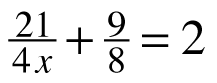 21/(4x) + 9/8 = 2